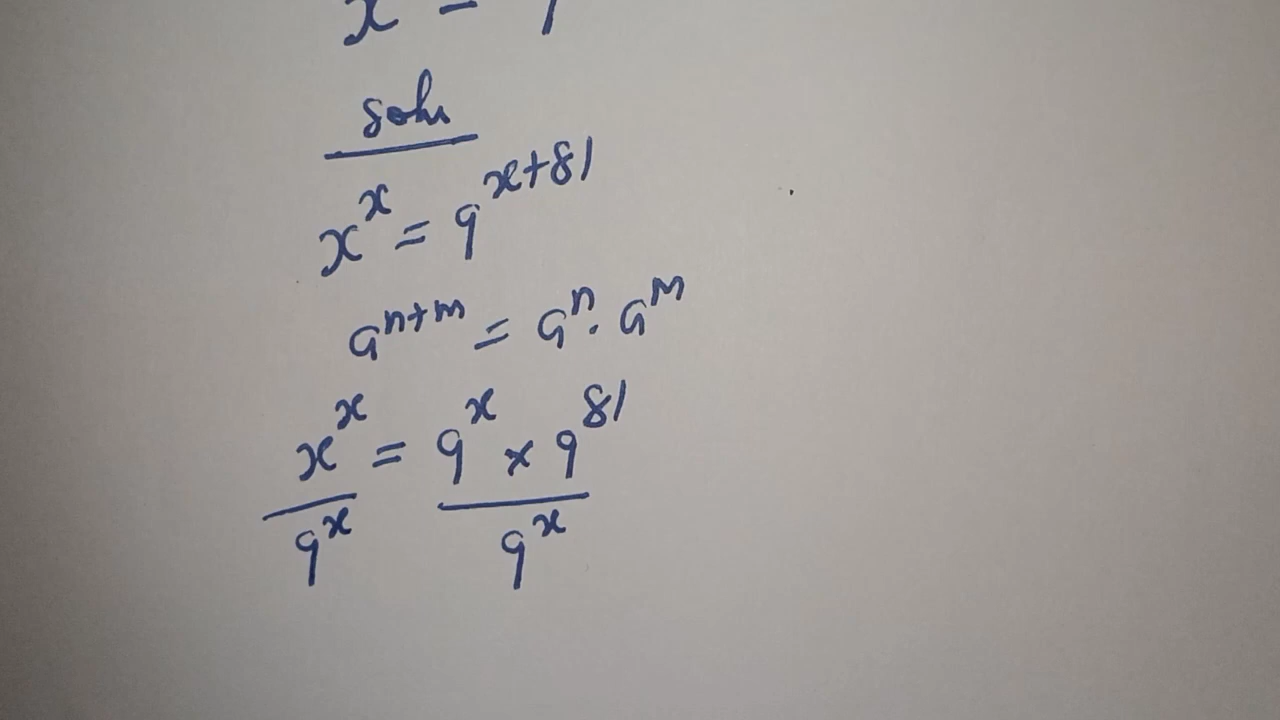 x =
soln
x^x = 9^{x+81}
a^{n+m} = a^n . a^m
x^x = 9^x × 9^{81}
9^x 9^x